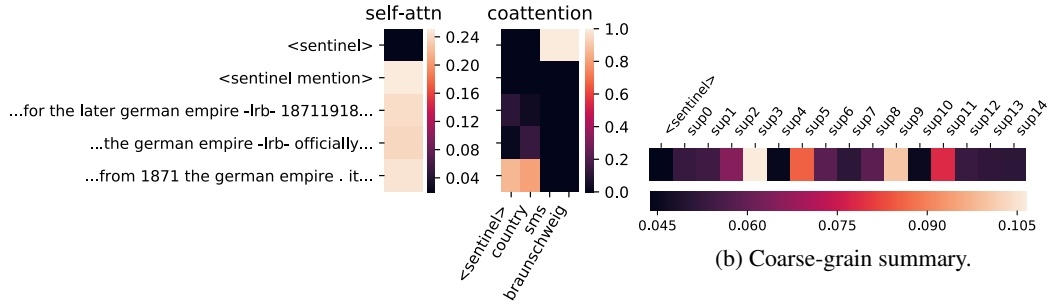 self-attn
coattention
<sentinel>
<sentinel mention>
...for the later german empire -lrb- 18711918...
...the german empire -lrb- officially...
...from 1871 the german empire . it...
0.24
0.20
0.16
0.12
0.08
0.04
1.0
0.8
0.6
0.4
0.2
0.0
<sentinel>
country
sms
braunschweig
<sentinel>
sup0
sup1
sup2
sup3
sup4
sup5
sup6
sup7
sup8
sup9
sup10
sup11
sup12
sup13
sup14
0.045 0.060 0.075 0.090 0.105
(b) Coarse-grain summary.